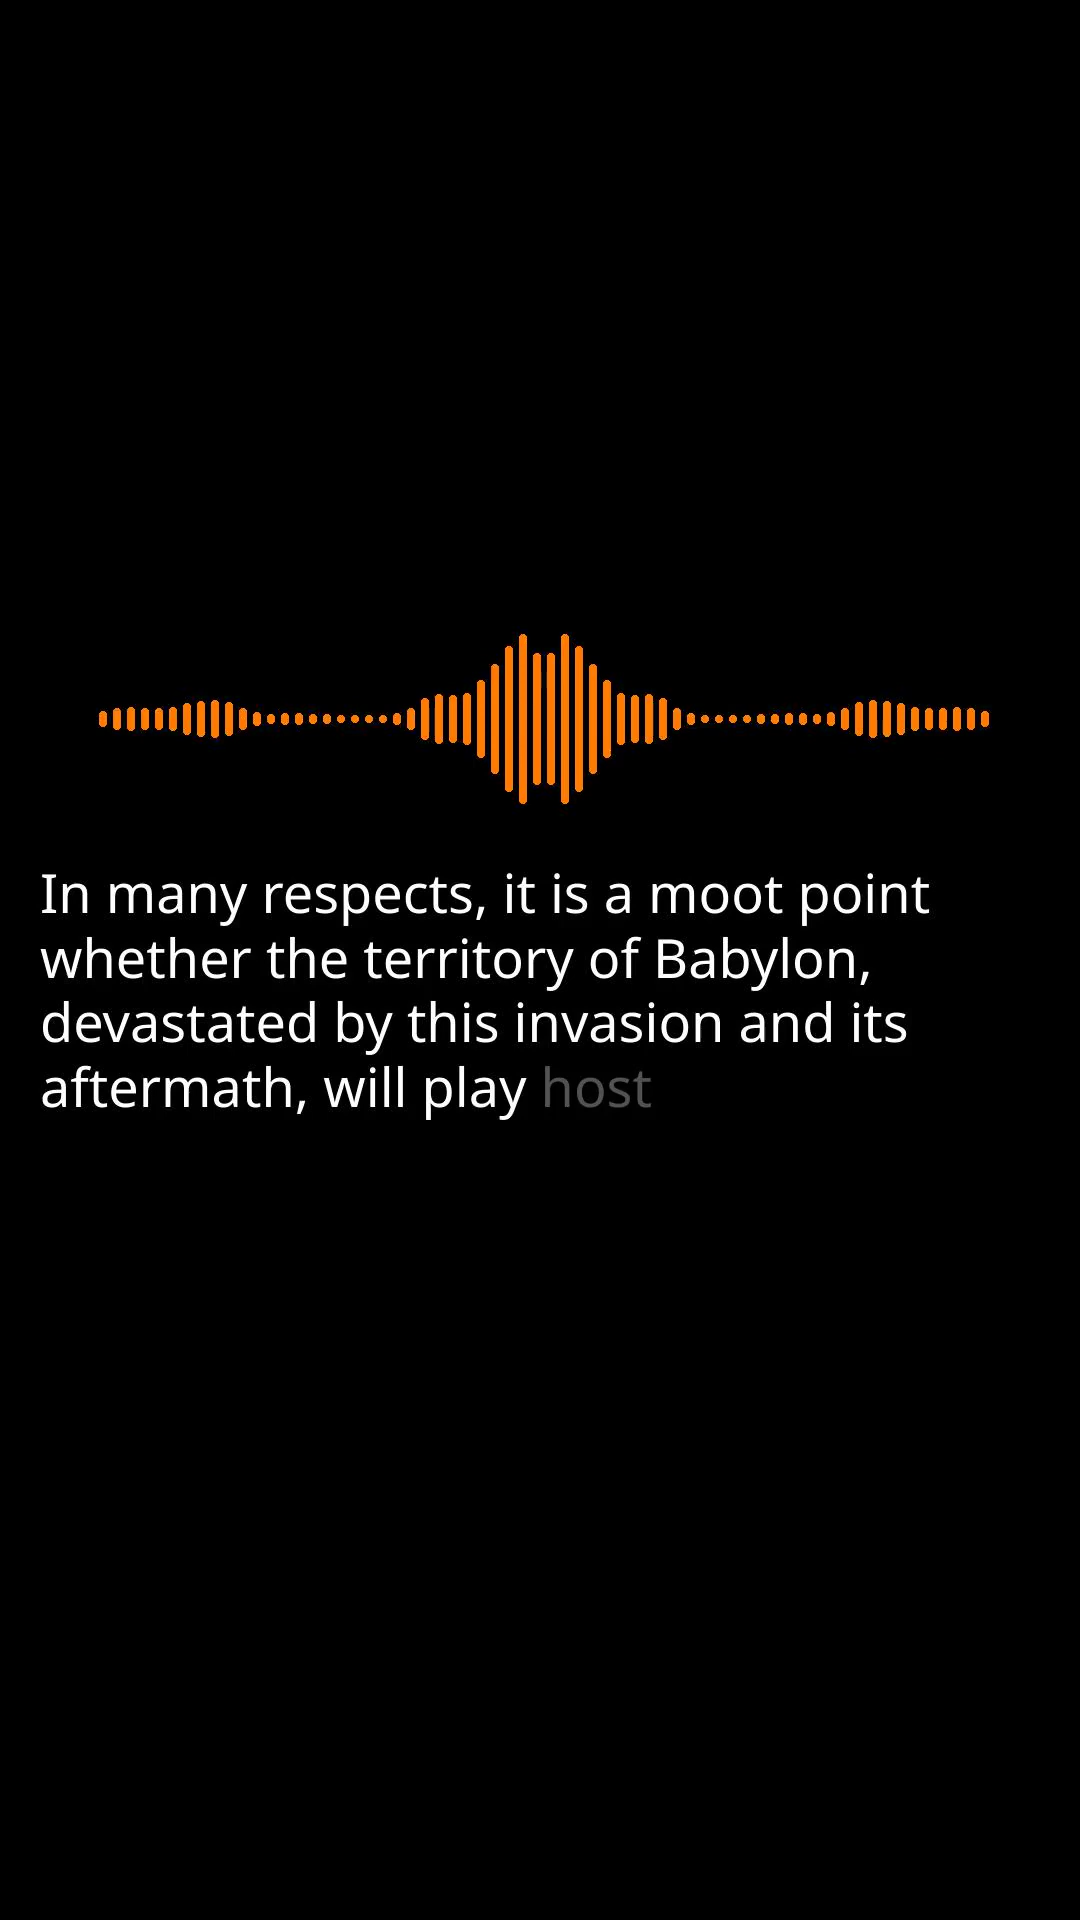 In many respects, it is a moot point
whether the territory of Babylon,
devastated by this invasion and its
aftermath, will play host